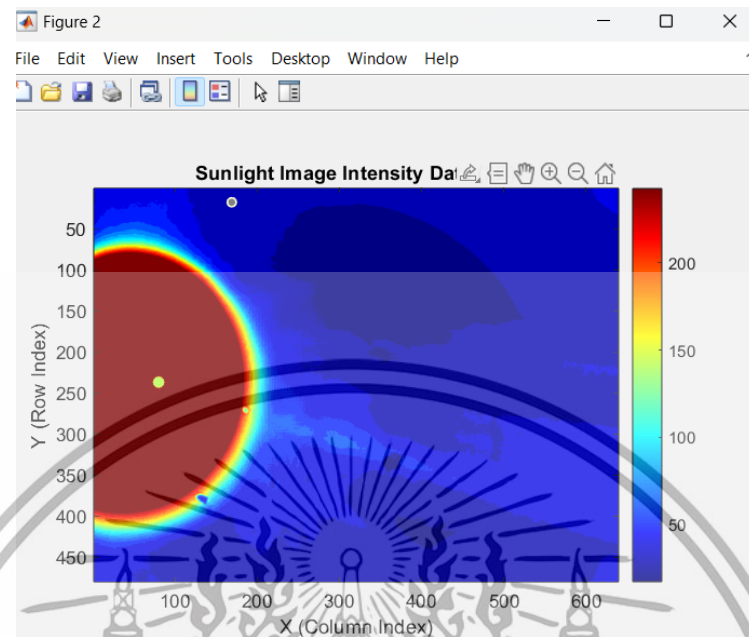 Figure 2
File Edit View Insert Tools Desktop Window Help
Sunlight Image Intensity Dat
50
100
150
200
250
300
350
400
450
Y (Row Index)
100 200 300 400 500 600
X (Column Index)
200
150
100
50